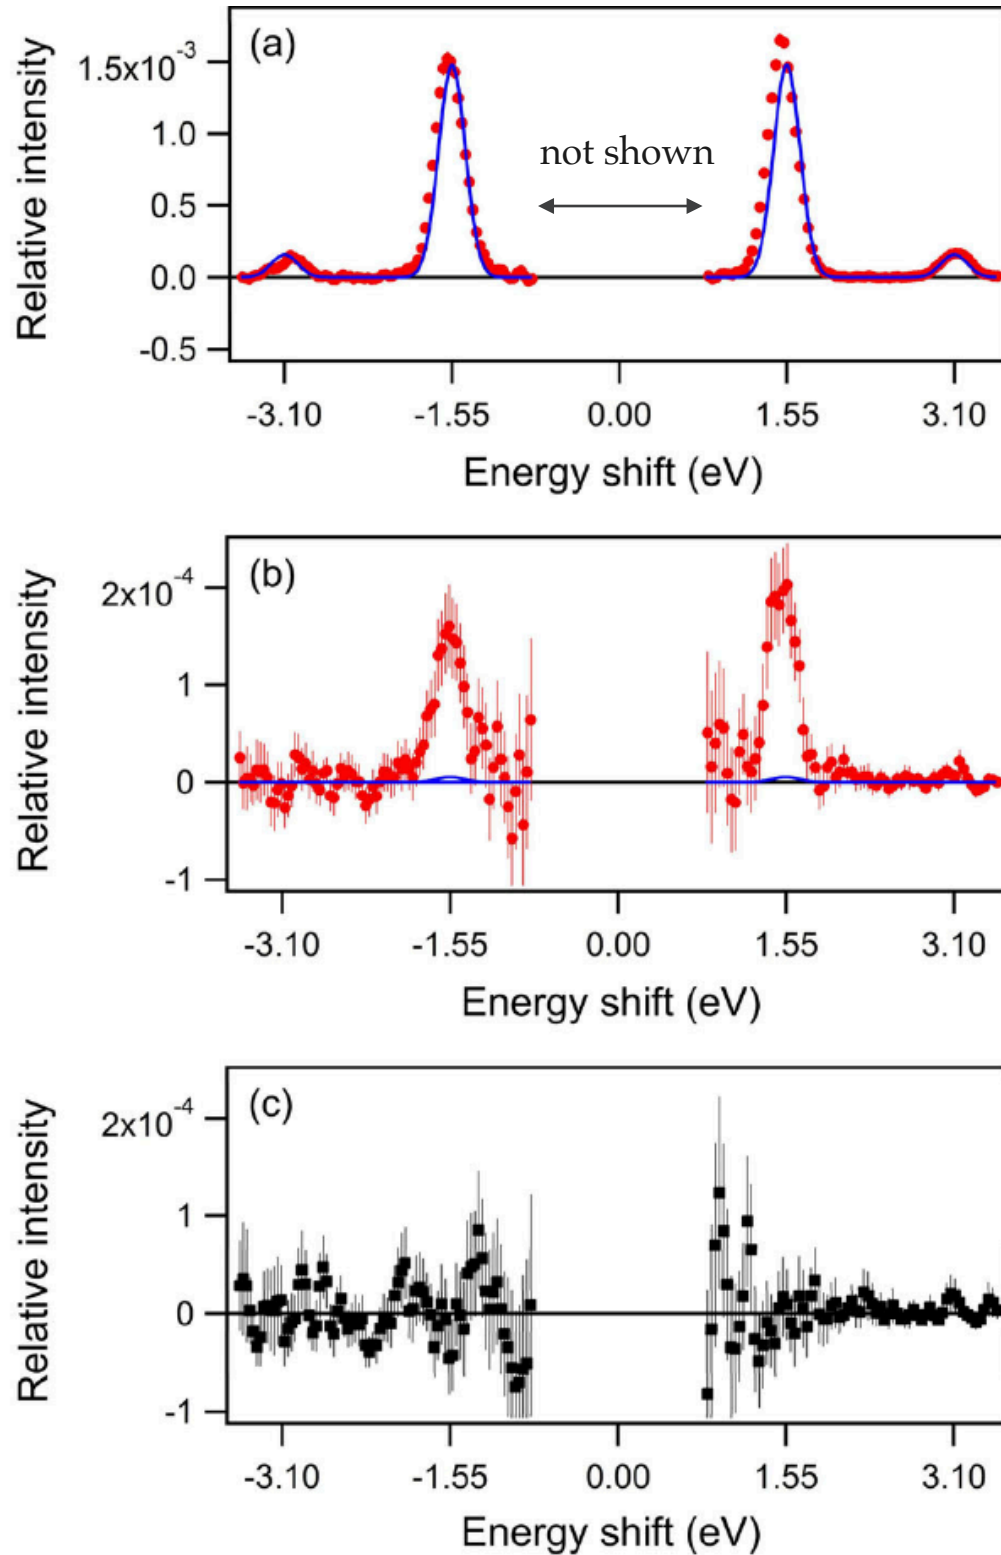 (a)
Relative intensity
1.5x10⁻³
1.0
0.5
0.0
-0.5
not shown
-3.10 -1.55 0.00 1.55 3.10
Energy shift (eV)
(b)
Relative intensity
2x10⁻⁴
1
0
-1
-3.10 -1.55 0.00 1.55 3.10
Energy shift (eV)
(c)
Relative intensity
2x10⁻⁴
1
0
-1
-3.10 -1.55 0.00 1.55 3.10
Energy shift (eV)